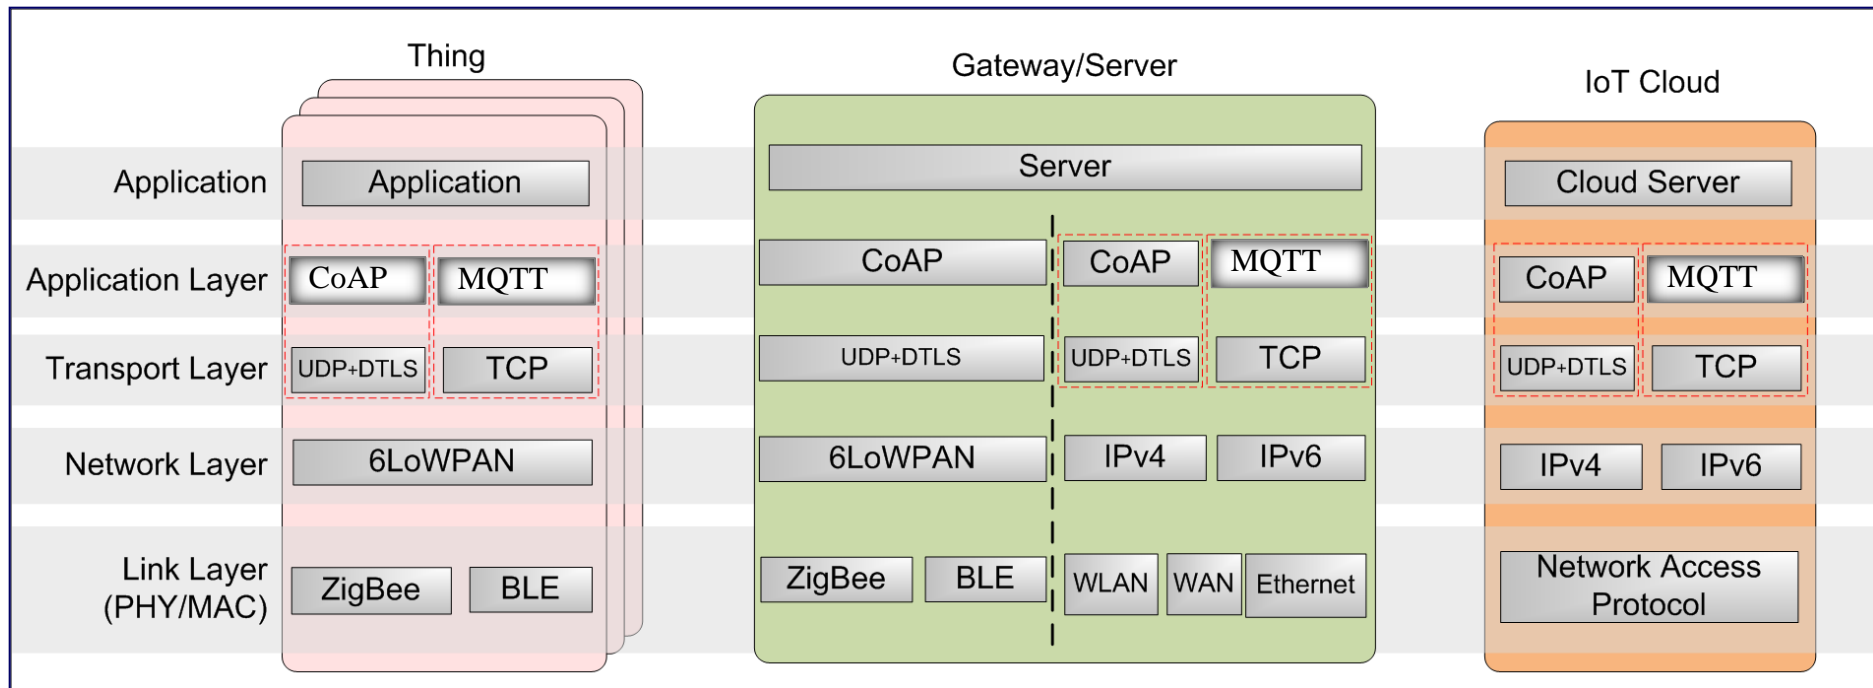 Thing
Gateway/Server
IoT Cloud
Application
Application
Server
Cloud Server
Application Layer
CoAP
MQTT
CoAP
CoAP
MQTT
CoAP
MQTT
Transport Layer
UDP+DTLS
TCP
UDP+DTLS
UDP+DTLS
TCP
UDP+DTLS
TCP
Network Layer
6LoWPAN
6LoWPAN
IPv4
IPv6
IPv4
IPv6
Link Layer
(PHY/MAC)
ZigBee
BLE
ZigBee
BLE
WLAN
WAN
Ethernet
Network Access
Protocol